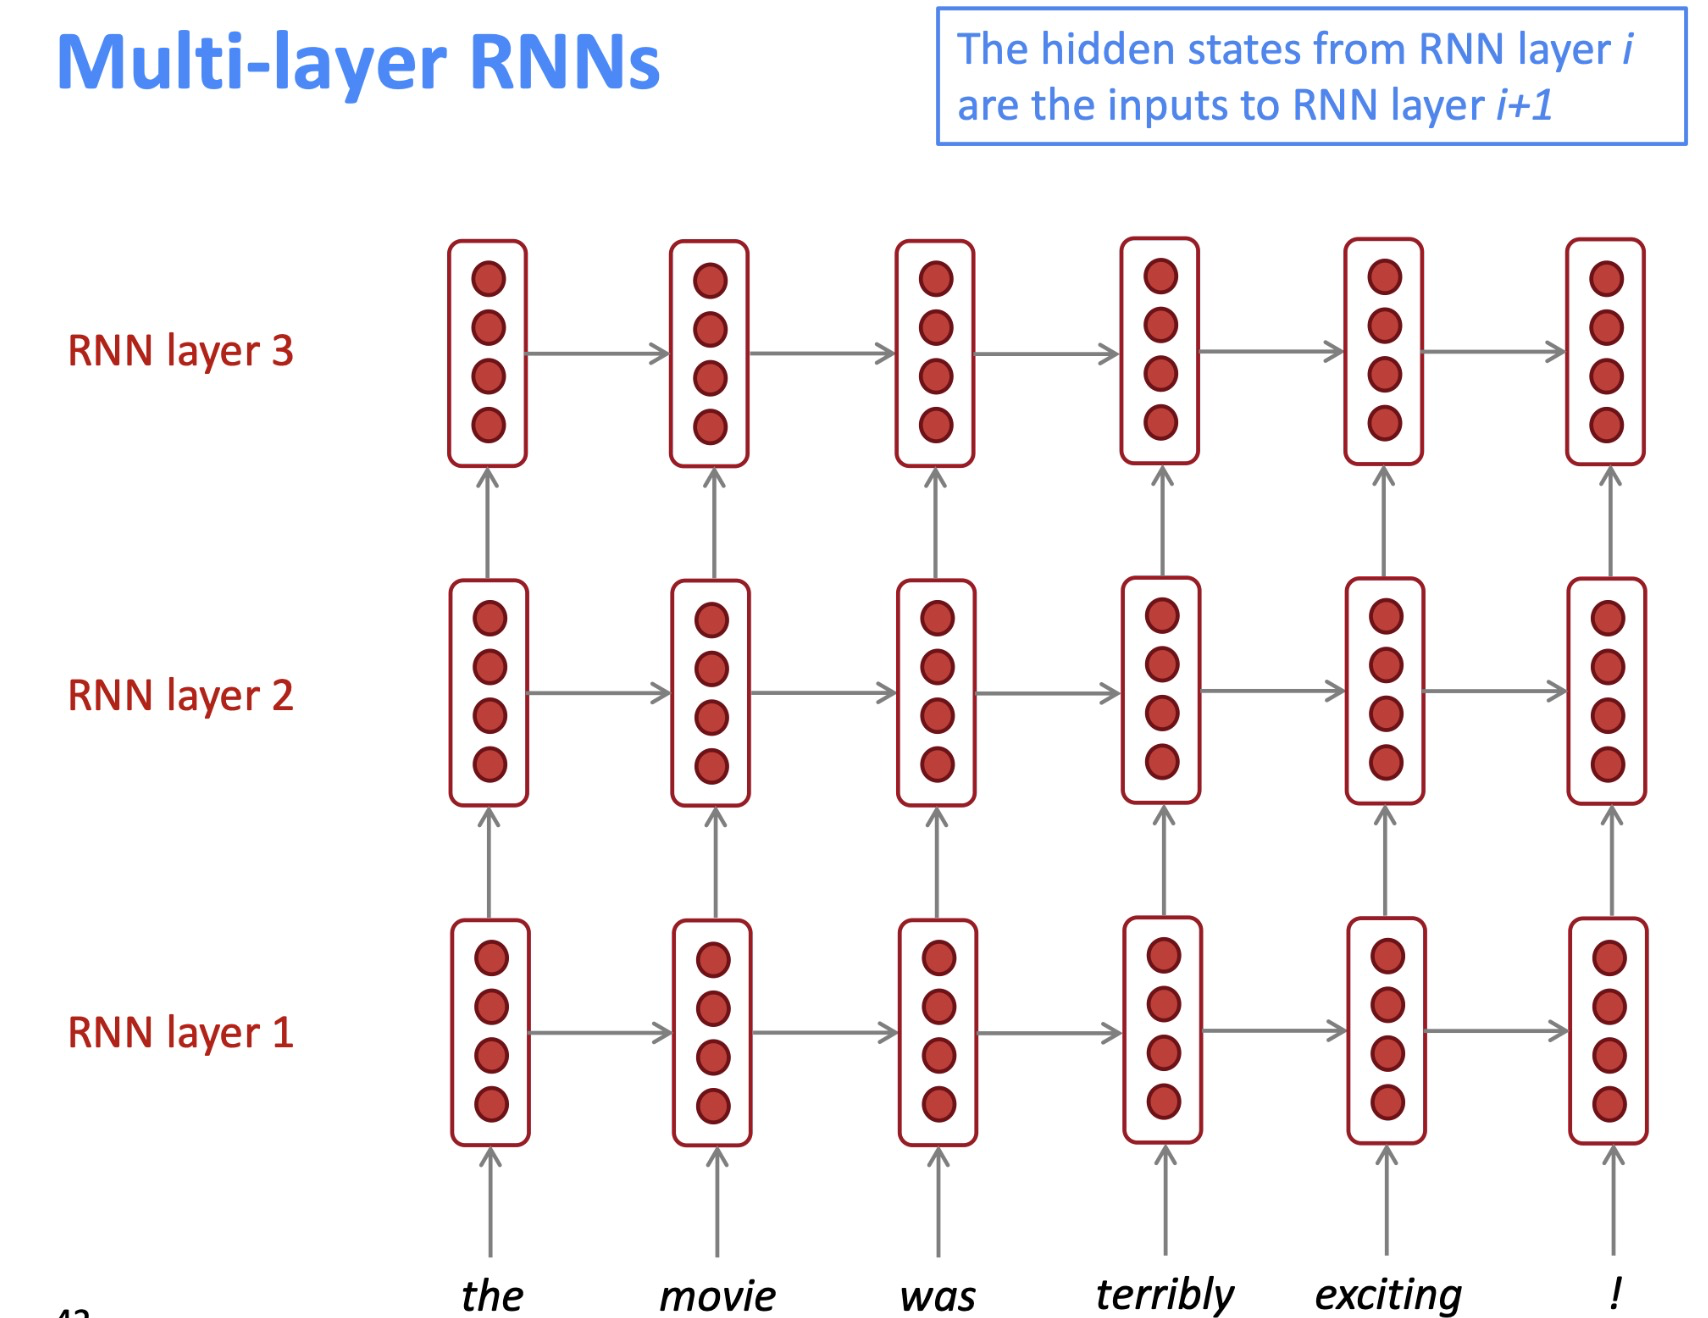 Multi-layer RNNs
The hidden states from RNN layer i
are the inputs to RNN layer i+1
RNN layer 3
RNN layer 2
RNN layer 1
the movie was terribly exciting !